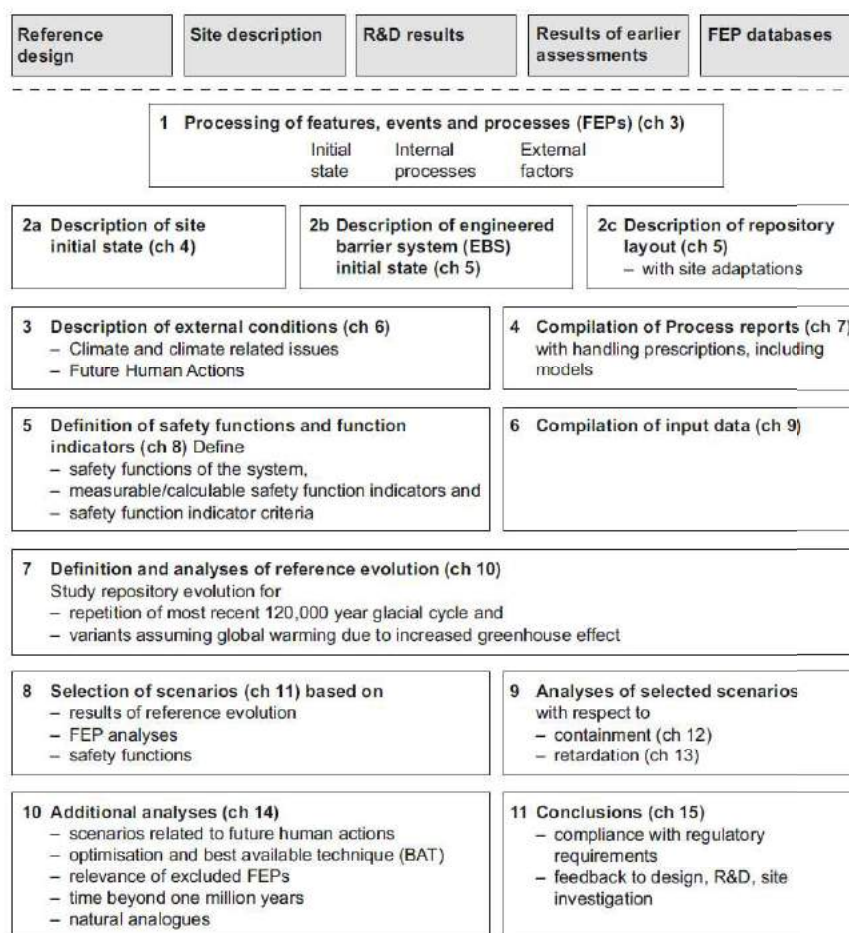 Reference
design
Site description
R&D results
Results of earlier
assessments
FEP databases
1 Processing of features, events and processes (FEPs) (ch 3)
Initial
state
Internal
processes
External
factors
2a Description of site
initial state (ch 4)
2b Description of engineered
barrier system (EBS)
initial state (ch 5)
2c Description of repository
layout (ch 5)
– with site adaptations
3 Description of external conditions (ch 6)
– Climate and climate related issues
– Future Human Actions
4 Compilation of Process reports (ch 7)
with handling prescriptions, including
models
5 Definition of safety functions and function
indicators (ch 8) Define
– safety functions of the system,
– measurable/calculable safety function indicators and
– safety function indicator criteria
6 Compilation of input data (ch 9)
7 Definition and analyses of reference evolution (ch 10)
Study repository evolution for
– repetition of most recent 120,000 year glacial cycle and
– variants assuming global warming due to increased greenhouse effect
8 Selection of scenarios (ch 11) based on
– results of reference evolution
– FEP analyses
– safety functions
9 Analyses of selected scenarios
with respect to
– containment (ch 12)
– retardation (ch 13)
10 Additional analyses (ch 14)
– scenarios related to future human actions
– optimisation and best available technique (BAT)
– relevance of excluded FEPs
– time beyond one million years
– natural analogues
11 Conclusions (ch 15)
– compliance with regulatory
requirements
– feedback to design, R&D, site
investigation